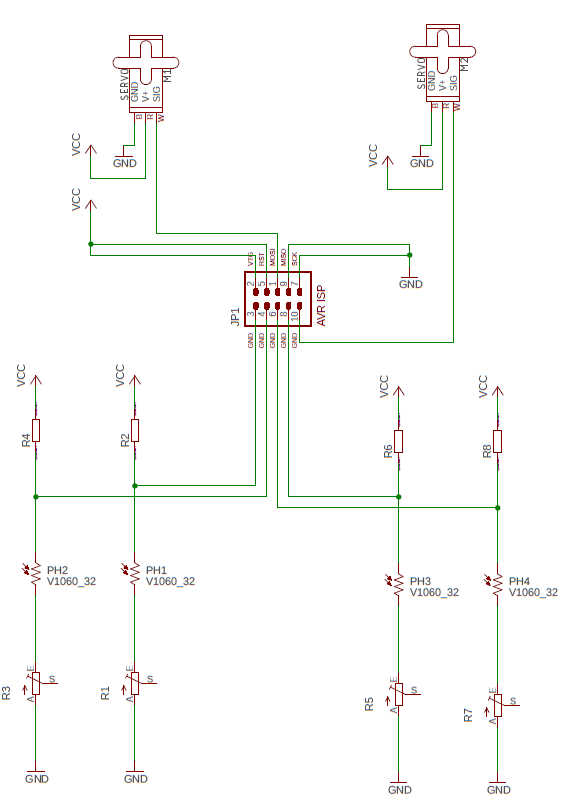 SERVO
GND
V+
SIG
M1
B
R
W
SERVO
GND
V+
SIG
M2
B
R
W
VCC
GND
VCC
GND
VCC
VTG
RST
MOSI
MISO
SCK
GND
2
5
1
9
7
JP1
AVR ISP
3
4
6
8
10
GND
GND
GND
GND
GND
VCC
VCC
VCC
VCC
R4
R2
R6
R8
PH2
V1060_32
PH1
V1060_32
PH3
V1060_32
PH4
V1060_32
E
S
A
R3
E
S
A
R1
E
S
A
R5
E
S
A
R7
GND
GND
GND
GND